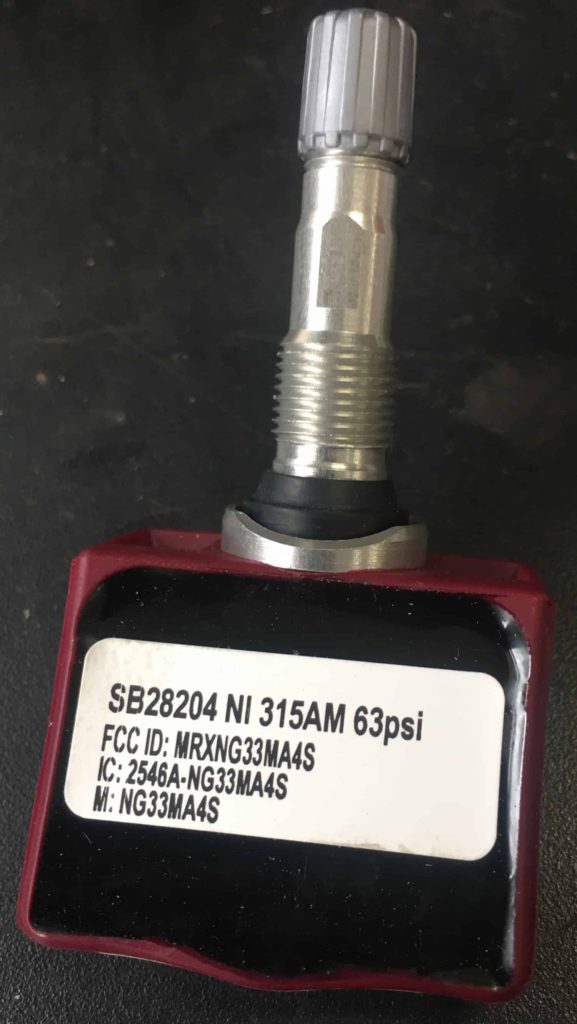 SB28204 NI 315AM 63psi
FCC ID: MRXNG33MA4S
IC: 2546A-NG33MA4S
M: NG33MA4S